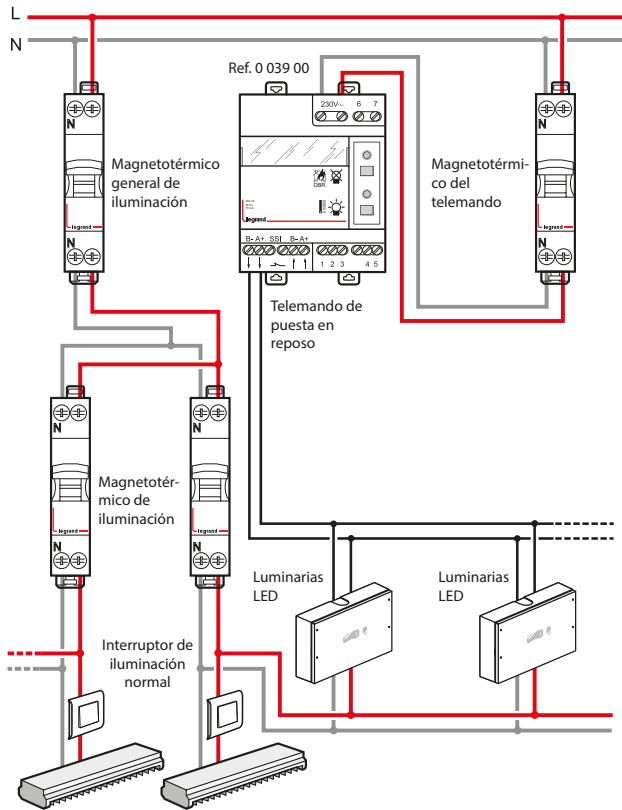 L
N
Ref. 0 039 00
230V~ 6 7
N
N
Magnetotérmico
general de
iluminación
legrand
DBR
legrand
B- A+ SSI B- A+ 1 2 3 4 5
Magnetotérmi-
co del
telemando
N
N
legrand
Telemando de
puesta en
reposo
N
N
legrand
Magnetotér-
mico de
iluminación
N
N
legrand
Luminarias
LED
Luminarias
LED
Interruptor de
iluminación
normal